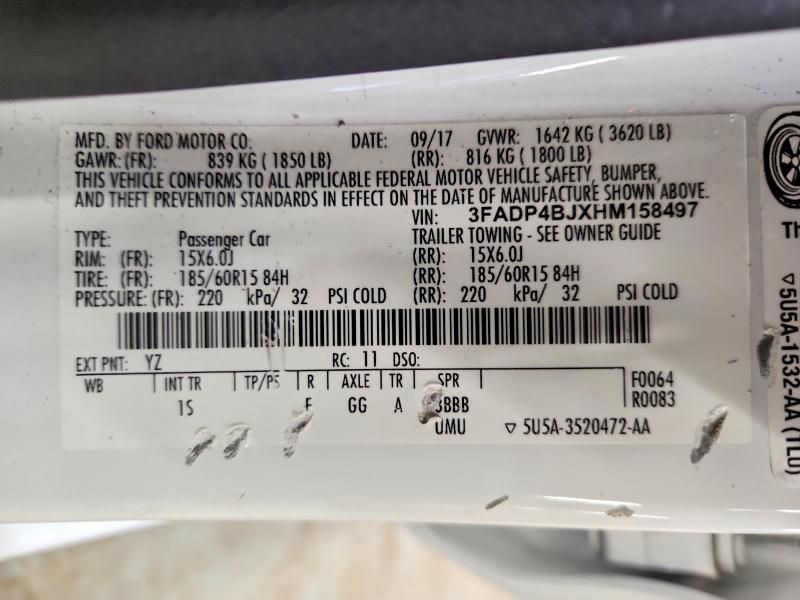 MFD. BY FORD MOTOR CO. DATE: 09/17 GVWR: 1642 KG ( 3620 LB)
GAWR: (FR): 839 KG ( 1850 LB) (RR): 816 KG ( 1800 LB)
THIS VEHICLE CONFORMS TO ALL APPLICABLE FEDERAL MOTOR VEHICLE SAFETY, BUMPER,
AND THEFT PREVENTION STANDARDS IN EFFECT ON THE DATE OF MANUFACTURE SHOWN ABOVE.
VIN: 3FADP4BJXHM158497
TYPE: Passenger Car TRAILER TOWING - SEE OWNER GUIDE
RIM: (FR): 15X6.0J (RR): 15X6.0J
TIRE: (FR): 185/60R15 84H (RR): 185/60R15 84H
PRESSURE: (FR): 220 kPa/ 32 PSI COLD (RR): 220 kPa/ 32 PSI COLD
EXT PNT: YZ RC: 11 DSO:
WB INT TR TP/PS R AXLE TR SPR F0064
1S GG A BBB R0083
UMU ▽ 5U5A-3520472-AA
Th
▽ 5U5A-1532-AA (TL0)